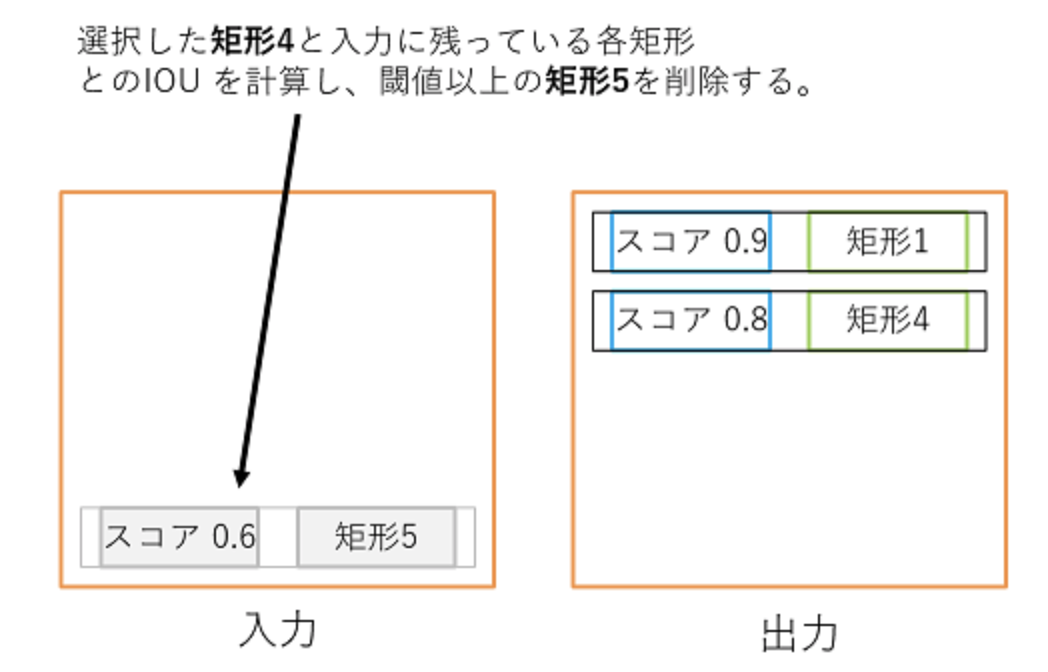 選択した矩形4と入力に残っている各矩形
とのIOU を計算し、閾値以上の矩形5を削除する。
スコア 0.9 矩形1
スコア 0.8 矩形4
スコア 0.6 矩形5
入力 出力